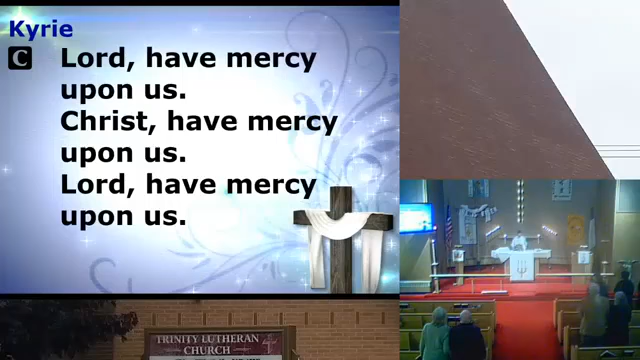 Kyrie
C Lord, have mercy
upon us.
Christ, have mercy
upon us.
Lord, have mercy
upon us.
TRINITY LUTHERAN
CHURCH